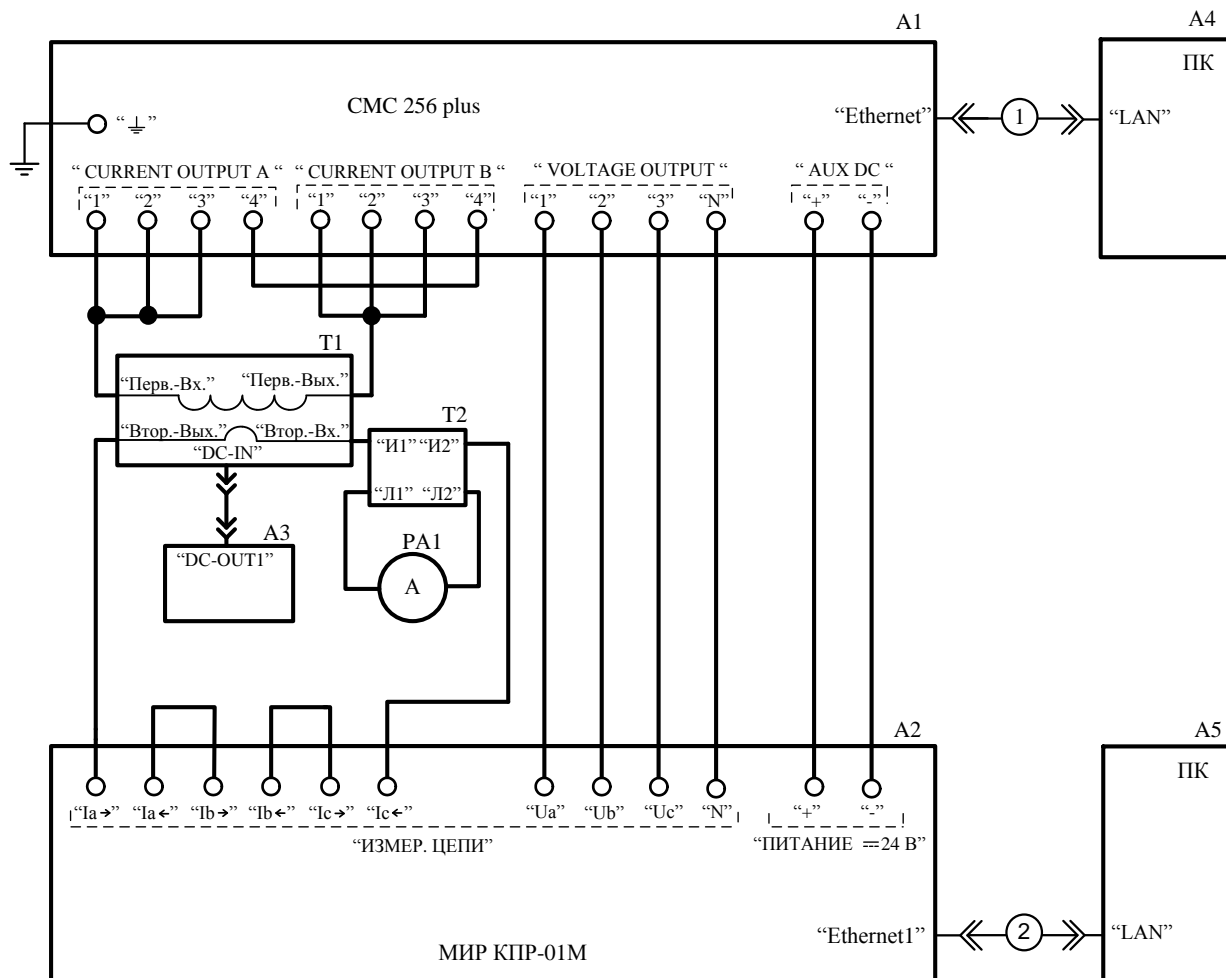 A1
A4
ПК
CMC 256 plus
“Ethernet”
1
“LAN”
“⏚”
“ CURRENT OUTPUT A “
“ CURRENT OUTPUT B “
“ VOLTAGE OUTPUT “
“ AUX DC “
“1” “2” “3” “4”
“1” “2” “3” “4”
“1” “2” “3” “N”
“+” “-”
T1
“Перв.-Вх.” “Перв.-Вых.”
“Втор.-Вых.” “Втор.-Вх.”
“DC-IN”
T2
“И1” “И2”
“Л1” “Л2”
A3
“DC-OUT1”
PA1
A
A2
A5
ПК
“Ia→” “Ia←” “Ib→” “Ib←” “Ic→” “Ic←”
“Ua” “Ub” “Uc” “N”
“+” “-”
“ИЗМЕР. ЦЕПИ”
“ПИТАНИЕ ⎓24 В”
“Ethernet1”
2
“LAN”
МИР КПР-01М